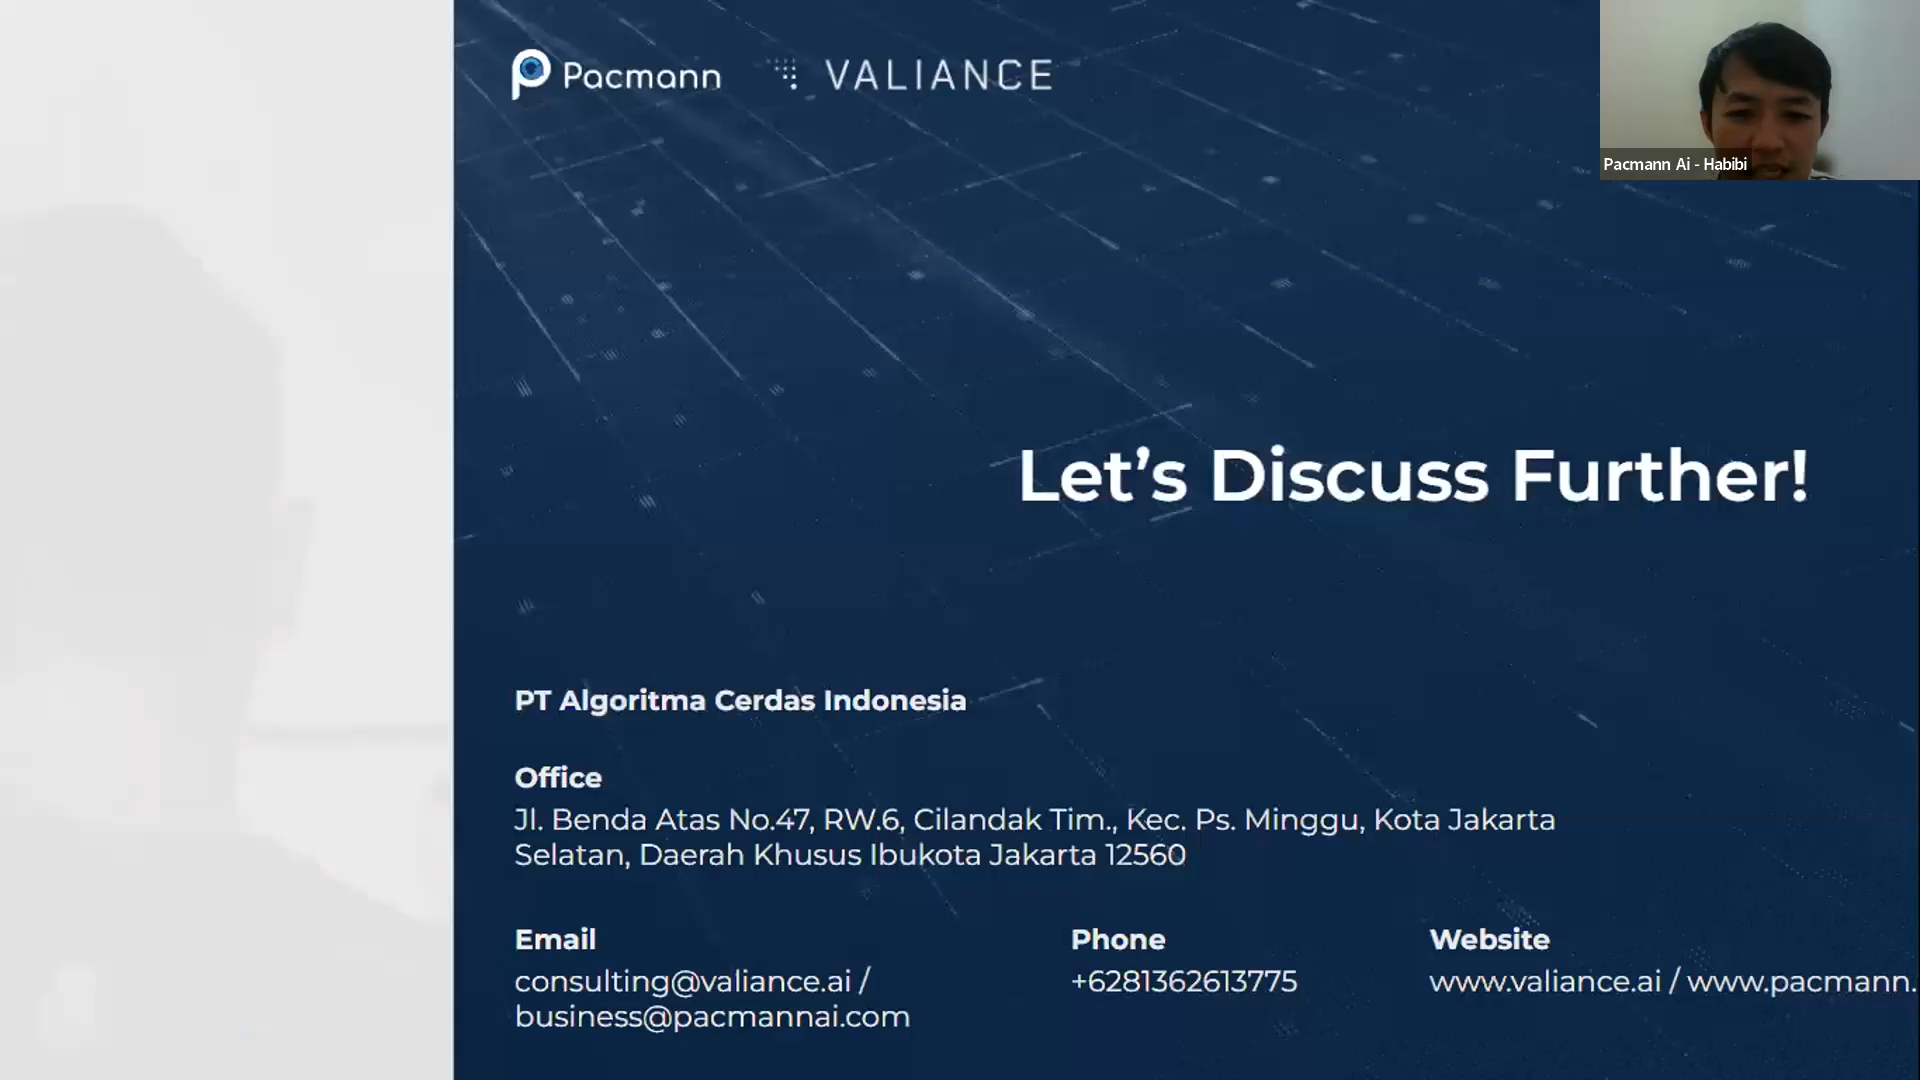 Pacmann VALIANCE
Pacmann Ai - Habibi
Let's Discuss Further!
PT Algoritma Cerdas Indonesia
Office
Jl. Benda Atas No.47, RW.6, Cilandak Tim., Kec. Ps. Minggu, Kota Jakarta
Selatan, Daerah Khusus Ibukota Jakarta 12560
Email
consulting@valiance.ai /
business@pacmannai.com
Phone
+6281362613775
Website
www.valiance.ai / www.pacmann.